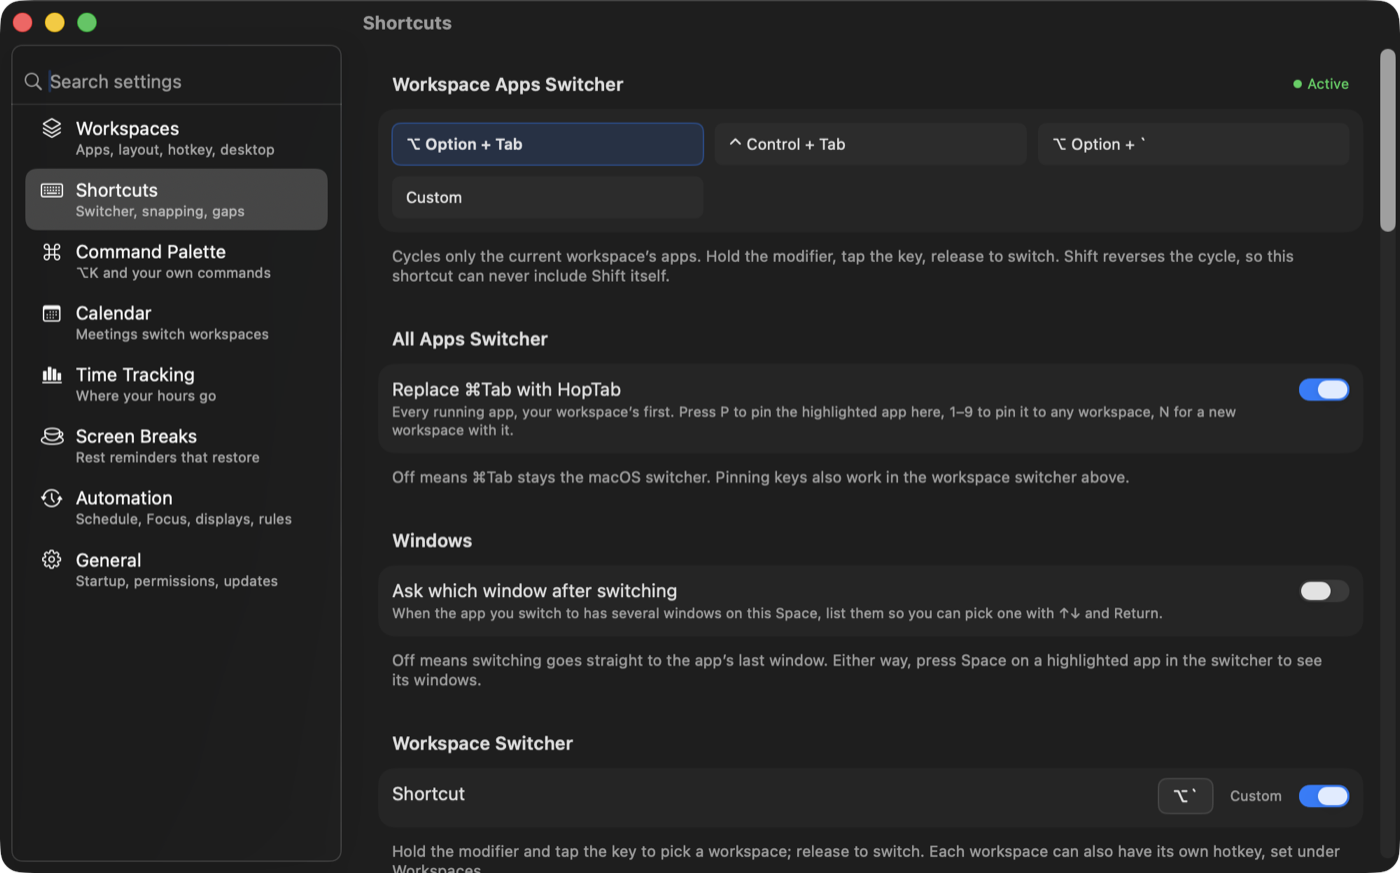 Shortcuts
Search settings
Workspaces
Apps, layout, hotkey, desktop
Shortcuts
Switcher, snapping, gaps
Command Palette
⌥K and your own commands
Calendar
Meetings switch workspaces
Time Tracking
Where your hours go
Screen Breaks
Rest reminders that restore
Automation
Schedule, Focus, displays, rules
General
Startup, permissions, updates
Workspace Apps Switcher
Active
⌥ Option + Tab
^ Control + Tab
⌥ Option + `
Custom
Cycles only the current workspace’s apps. Hold the modifier, tap the key, release to switch. Shift reverses the cycle, so this
shortcut can never include Shift itself.
All Apps Switcher
Replace ⌘Tab with HopTab
Every running app, your workspace’s first. Press P to pin the highlighted app here, 1–9 to pin it to any workspace, N for a new
workspace with it.
Off means ⌘Tab stays the macOS switcher. Pinning keys also work in the workspace switcher above.
Windows
Ask which window after switching
When the app you switch to has several windows on this Space, list them so you can pick one with ↑↓ and Return.
Off means switching goes straight to the app’s last window. Either way, press Space on a highlighted app in the switcher to see
its windows.
Workspace Switcher
Shortcut
⌥`
Custom
Hold the modifier and tap the key to pick a workspace; release to switch. Each workspace can also have its own hotkey, set under
Workspaces.